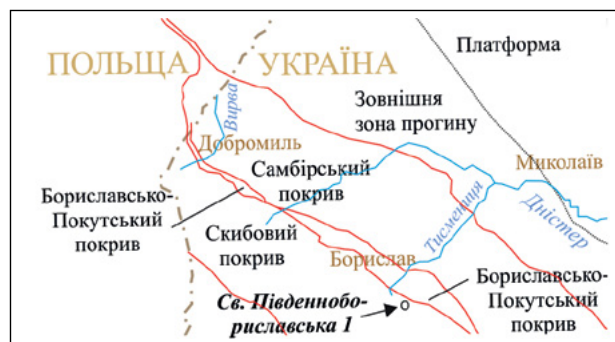 ПОЛЬЩА
УКРАЇНА
Платформа
Зовнішня
зона прогину
Вирва
Добромиль
Самбірський
покрив
Миколаїв
Бориславсько-
Покутський
покрив
Скибовий
покрив
Тисмениця
Дністер
Борислав
Св. Південнобо-
риславська 1
Бориславсько-
Покутський
покрив